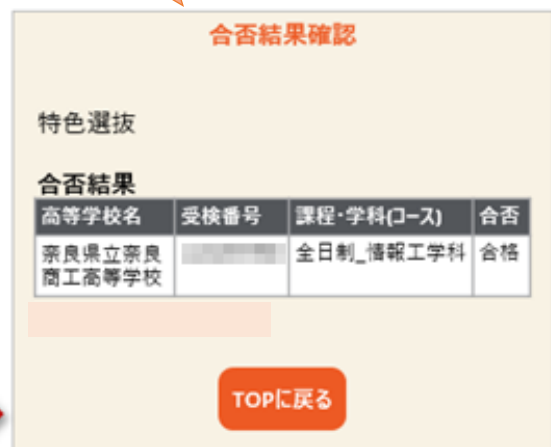 合否結果確認
特色選抜
合否結果
高等学校名 受検番号 課程・学科(コース) 合否
奈良県立奈良 全日制_情報工学科 合格
商工高等学校
TOPに戻る